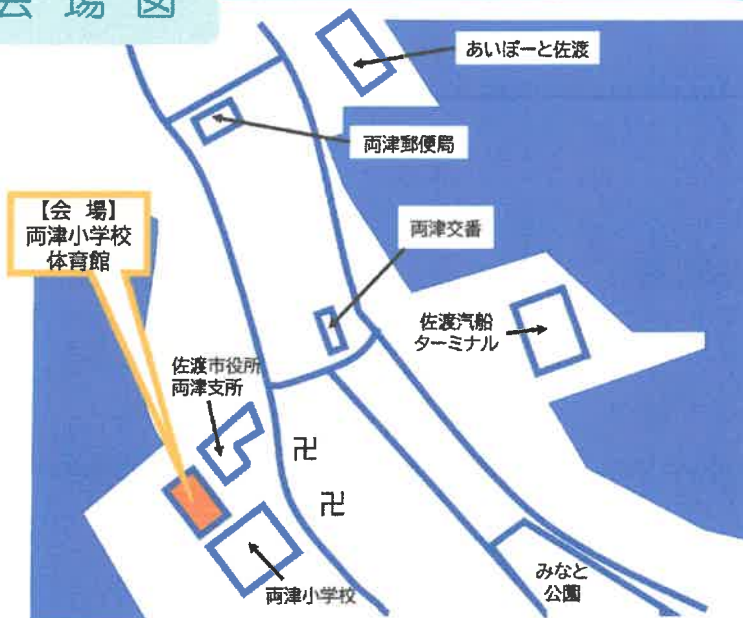 会場図
あいぽーと佐渡
両津郵便局
【会 場】
両津小学校
体育館
両津交番
佐渡汽船
ターミナル
佐渡市役所
両津支所
卍
卍
両津小学校
みなと
公園